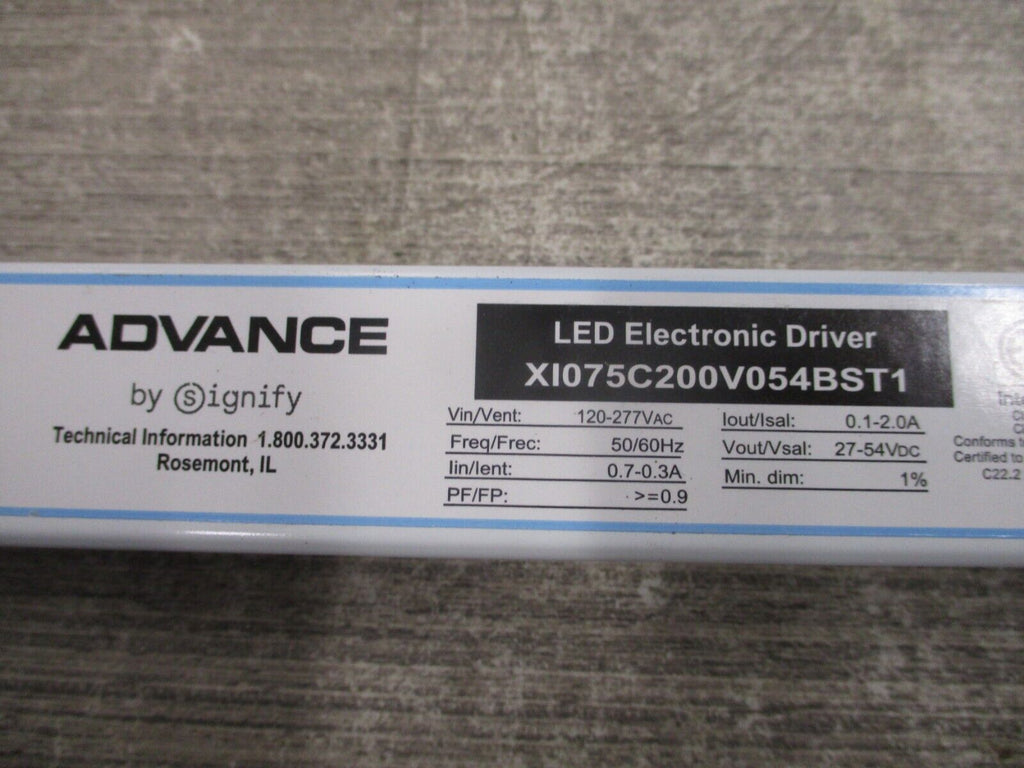 ADVANCE
by signify
Technical Information 1.800.372.3331
Rosemont, IL
LED Electronic Driver
XI075C200V054BST1
Vin/Vent: 120-277VAC
Freq/Frec: 50/60Hz
Iin/Ient: 0.7-0.3A
PF/FP: >=0.9
Iout/Isal: 0.1-2.0A
Vout/Vsal: 27-54VDC
Min. dim: 1%
Conforms
Certified to
C22.2